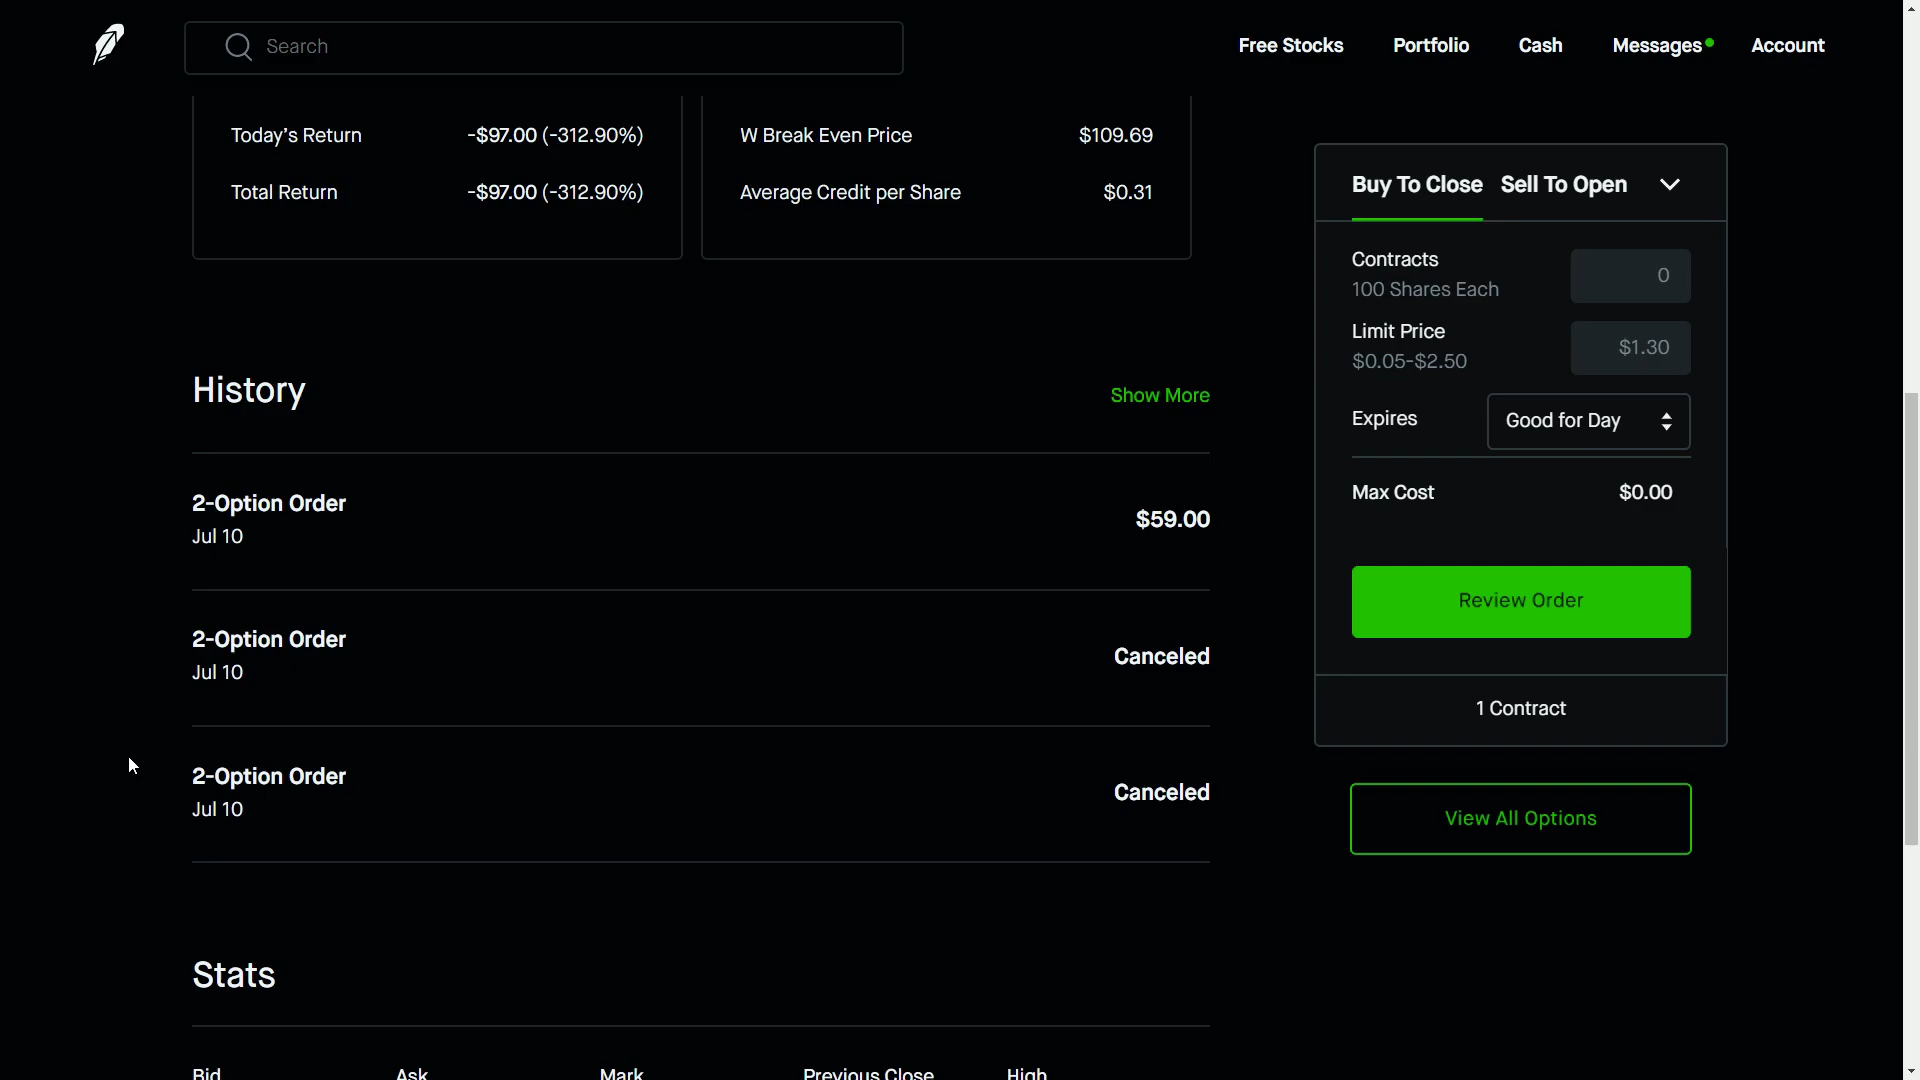 Search
Free Stocks
Portfolio
Cash
Messages
Account
Today's Return -$97.00 (-312.90%)
Total Return -$97.00 (-312.90%)
W Break Even Price $109.69
Average Credit per Share $0.31
History
Show More
2-Option Order
Jul 10
$59.00
2-Option Order
Jul 10
Canceled
2-Option Order
Jul 10
Canceled
Stats
Bid Ask Mark Previous Close High
Buy To Close Sell To Open
Contracts
100 Shares Each
0
Limit Price
$0.05-$2.50
$1.30
Expires
Good for Day
Max Cost $0.00
Review Order
1 Contract
View All Options